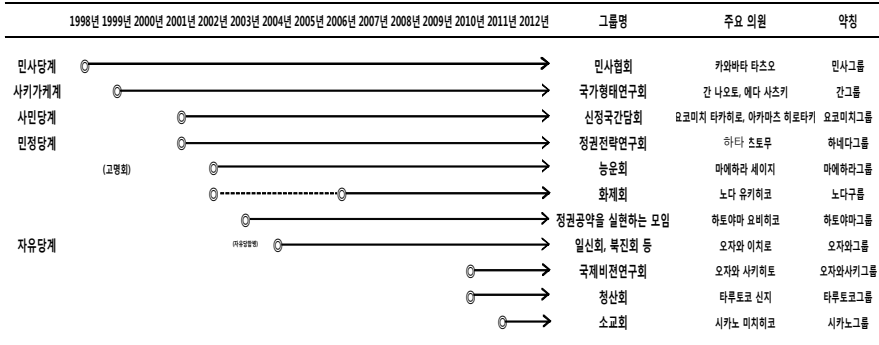 1998년 1999년 2000년 2001년 2002년 2003년 2004년 2005년 2006년 2007년 2008년 2009년 2010년 2011년 2012년 그룹명 주요 의원 약칭
민사당계 민사협회 카와바타 타츠오 민사그룹
사키가케계 국가형태연구회 간 나오토, 에다 사츠키 간그룹
사민당계 신정국간담회 요코미치 타카히로, 아카마츠 히로타키 요코미치그룹
민정당계 정권전략연구회 하타 츠토무 하네다그룹
(고명회) 능운회 마에하라 세이지 마에하라그룹
화제회 노다 유키히코 노다구룹
정권공약을 실현하는 모임 하토야마 요비히코 하토야마그룹
자유당계 (자유당합병) 일신회, 북진회 등 오자와 이치로 오자와그룹
국제비젼연구회 오자와 사키히토 오자와사키그룹
청산회 타루토코 신지 타루토코그룹
소교회 시카노 미치히코 시카노그룹